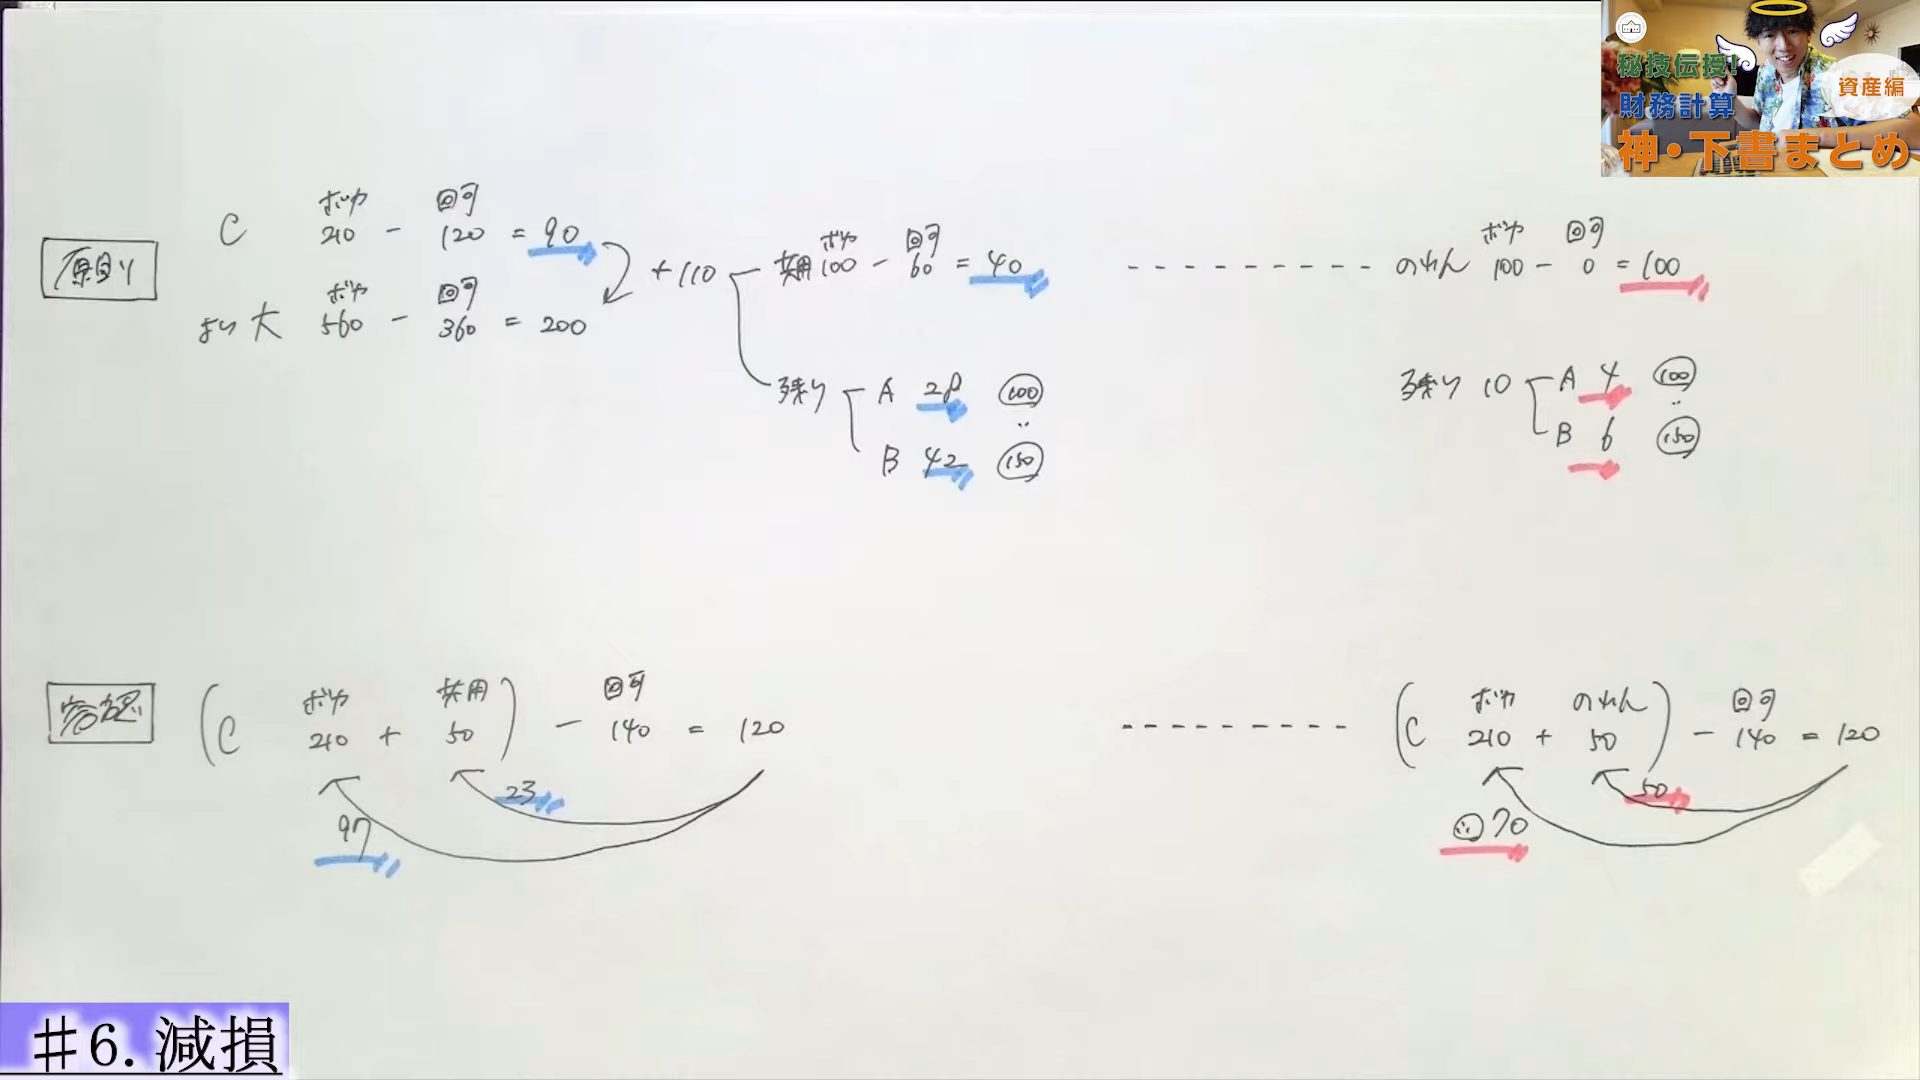 秘技伝授!
財務計算
資産編
神・下書まとめ
原則
C ボカ 210 - 回可 120 = 90
より大 ボカ 560 - 回可 360 = 200
+110
共用 ボカ 100 - 回可 60 = 40
残り A 28 100
B 42 150
のれん ボカ 100 - 回可 0 = 100
残り 10 A 4 100
B 6 150
容認
(C ボカ 210 + 共用 50) - 回可 140 = 120
23
97
(C ボカ 210 + のれん 50) - 回可 140 = 120
50
70
#6.減損